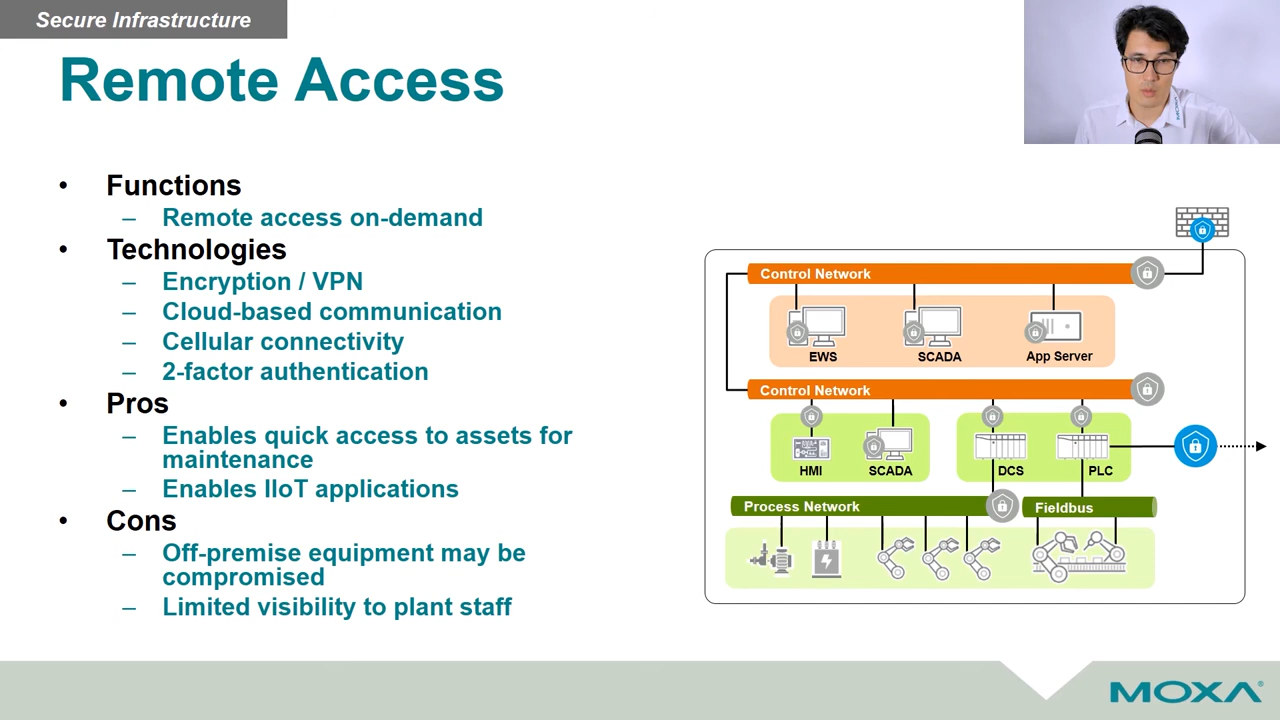 Secure Infrastructure
Remote Access
• Functions
– Remote access on-demand
• Technologies
– Encryption / VPN
– Cloud-based communication
– Cellular connectivity
– 2-factor authentication
• Pros
– Enables quick access to assets for
maintenance
– Enables IIoT applications
• Cons
– Off-premise equipment may be
compromised
– Limited visibility to plant staff
Control Network
EWS
SCADA
App Server
Control Network
HMI
SCADA
DCS
PLC
Process Network
Fieldbus
MOXA®